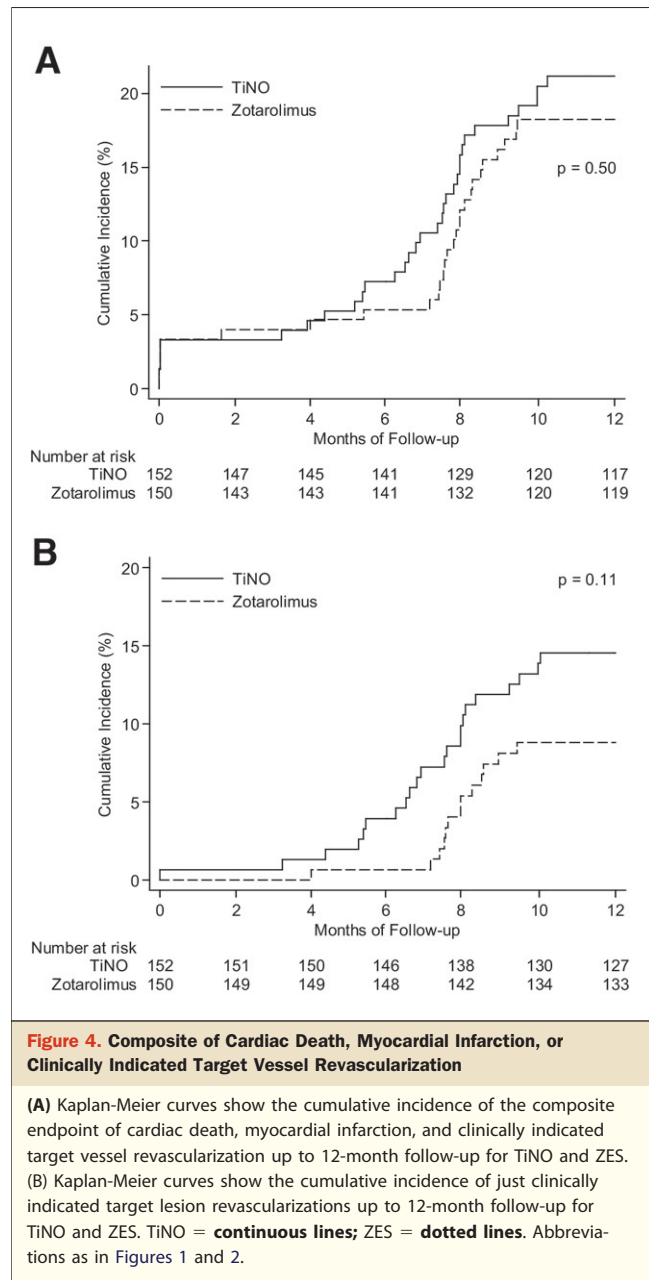 A
TiNO
Zotarolimus
20
15
10
5
0
p = 0.50
Cumulative Incidence (%)
0 2 4 6 8 10 12
Months of Follow-up
Number at risk
TiNO 152 147 145 141 129 120 117
Zotarolimus 150 143 143 141 132 120 119
B
TiNO
Zotarolimus
20
15
10
5
0
p = 0.11
Cumulative Incidence (%)
0 2 4 6 8 10 12
Months of Follow-up
Number at risk
TiNO 152 151 150 146 138 130 127
Zotarolimus 150 149 149 148 142 134 133
Figure 4. Composite of Cardiac Death, Myocardial Infarction, or
Clinically Indicated Target Vessel Revascularization
(A) Kaplan-Meier curves show the cumulative incidence of the composite
endpoint of cardiac death, myocardial infarction, and clinically indicated
target vessel revascularization up to 12-month follow-up for TiNO and ZES.
(B) Kaplan-Meier curves show the cumulative incidence of just clinically
indicated target lesion revascularizations up to 12-month follow-up for
TiNO and ZES. TiNO = continuous lines; ZES = dotted lines. Abbrevia-
tions as in Figures 1 and 2.